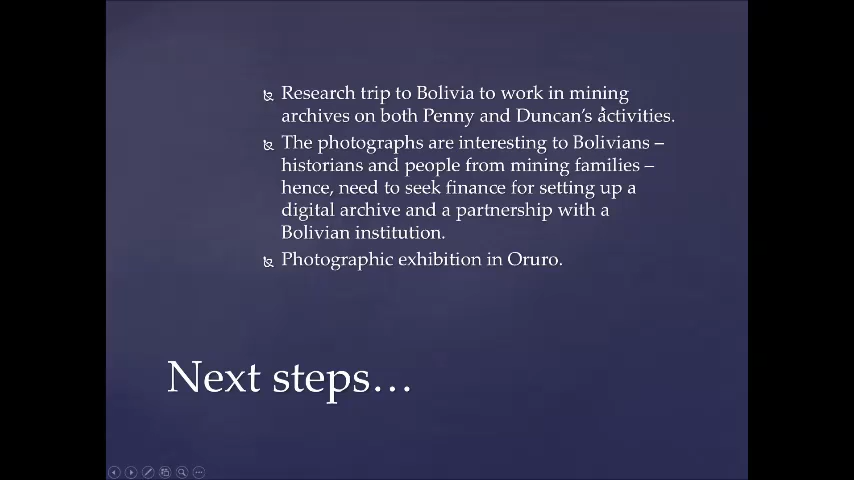 Research trip to Bolivia to work in mining
archives on both Penny and Duncan's activities.
The photographs are interesting to Bolivians –
historians and people from mining families –
hence, need to seek finance for setting up a
digital archive and a partnership with a
Bolivian institution.
Photographic exhibition in Oruro.
Next steps…